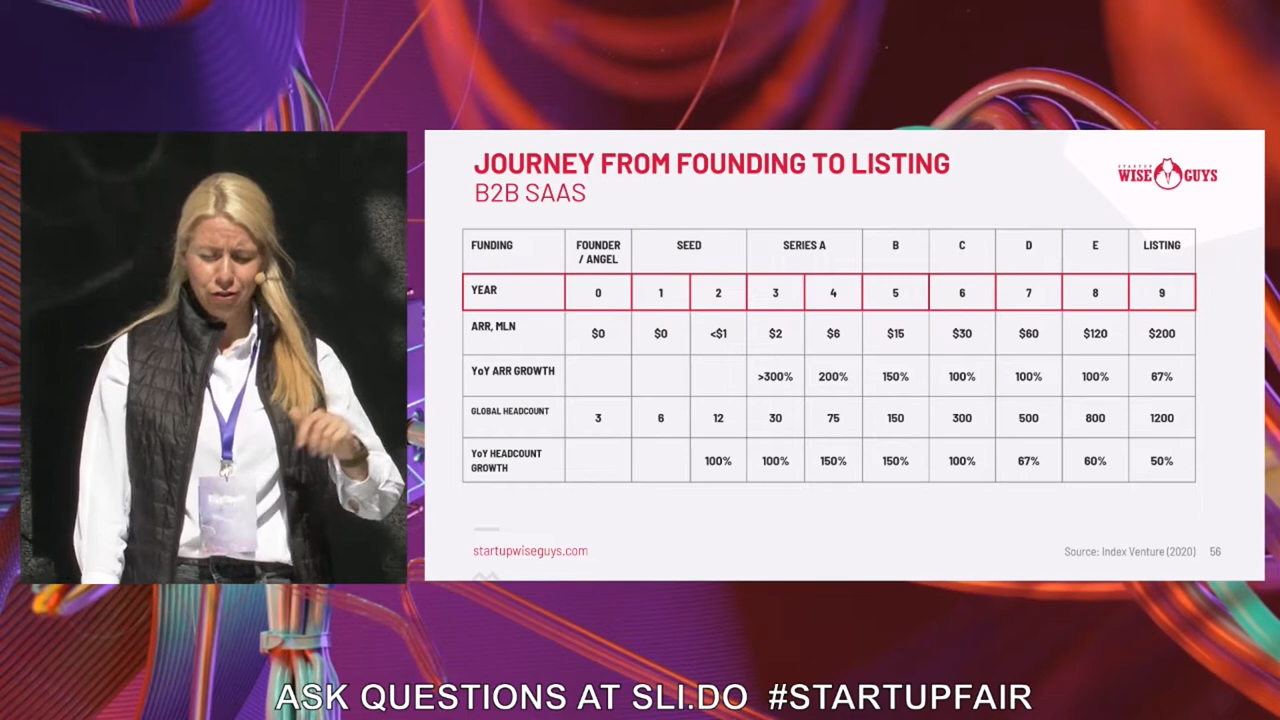 JOURNEY FROM FOUNDING TO LISTING
B2B SAAS
STARTUP
WISE GUYS
FUNDING FOUNDER / ANGEL SEED SERIES A B C D E LISTING
YEAR 0 1 2 3 4 5 6 7 8 9
ARR, MLN $0 $0 <$1 $2 $6 $15 $30 $60 $120 $200
YoY ARR GROWTH >300% 200% 150% 100% 100% 100% 67%
GLOBAL HEADCOUNT 3 6 12 30 75 150 300 500 800 1200
YoY HEADCOUNT GROWTH 100% 100% 150% 150% 100% 67% 60% 50%
startupwiseguys.com
Source: Index Venture (2020) 56
ASK QUESTIONS AT SLI.DO #STARTUPFAIR